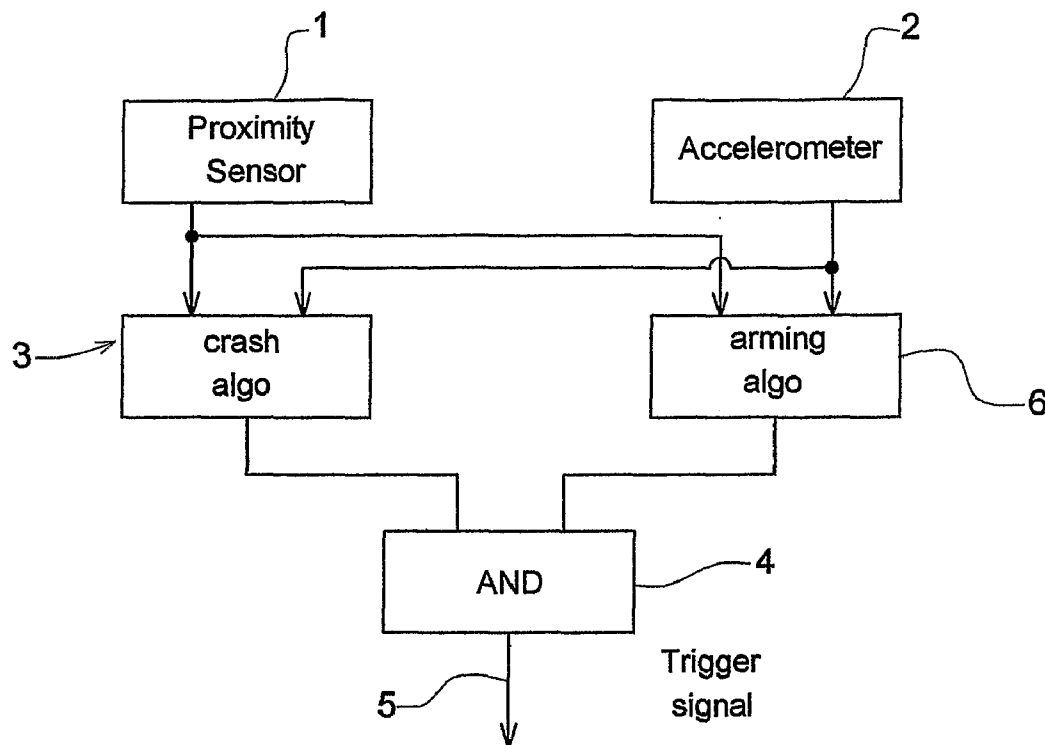 1
2
Proximity
Sensor
Accelerometer
3
crash
algo
arming
algo
6
AND
4
5
Trigger
signal